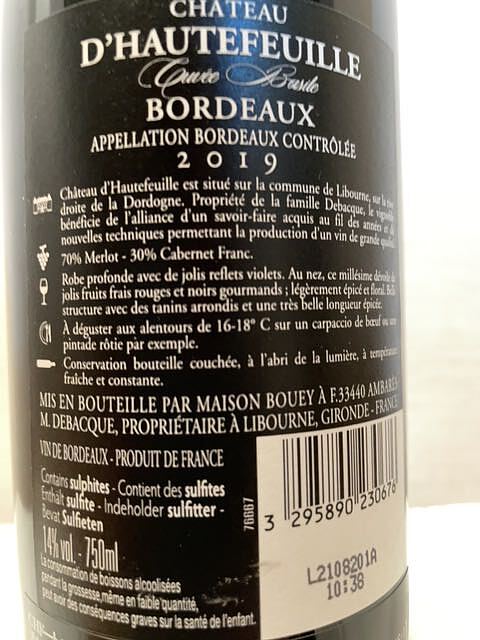 CHÂTEAU
D'HAUTEFEUILLE
Cuvée Basile
BORDEAUX
APPELLATION BORDEAUX CONTRÔLÉE
2019
Château d'Hautefeuille est situé sur la commune de Libourne, sur la rive
droite de la Dordogne. Propriété de la famille Debacque, le vignoble
bénéficie de l'alliance d'un savoir-faire acquis au fil des années et de
nouvelles techniques permettant la production d'un vin de grande qualité.
70% Merlot - 30% Cabernet Franc.
Robe profonde avec de jolis reflets violets. Au nez, ce millésime dévoile de
jolis fruits frais rouges et noirs gourmands ; légèrement épicé et floral. Belle
structure avec des tanins arrondis et une très belle longueur épicée.
À déguster aux alentours de 16-18° C sur un carpaccio de bœuf ou une
pintade rôtie par exemple.
Conservation bouteille couchée, à l'abri de la lumière, à température
fraîche et constante.
MIS EN BOUTEILLE PAR MAISON BOUEY À F.33440 AMBARÈS
M. DEBACQUE, PROPRIÉTAIRE À LIBOURNE, GIRONDE - FRANCE
VIN DE BORDEAUX - PRODUIT DE FRANCE
Contains sulphites - Contient des sulfites
Enthält sulfite - Indeholder sulfitter -
Bevat Sulfieten
14% vol. - 750ml
La consommation de boissons alcoolisées
pendant la grossesse, même en faible quantité,
peut avoir des conséquences graves sur la santé de l'enfant.
76667
3 295890 230676
L2108201A
10:38